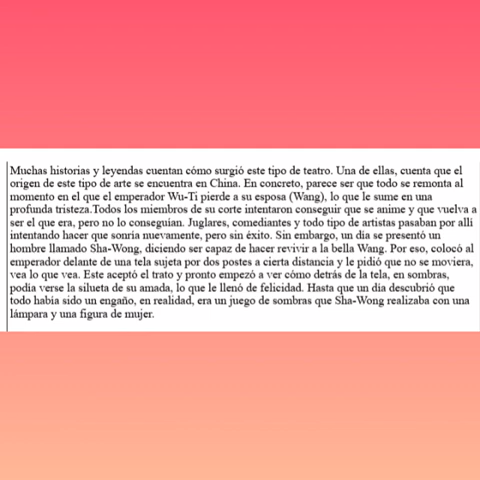 Muchas historias y leyendas cuentan cómo surgió este tipo de teatro. Una de ellas, cuenta que el
origen de este tipo de arte se encuentra en China. En concreto, parece ser que todo se remonta al
momento en el que el emperador Wu-Ti pierde a su esposa (Wang), lo que le sume en una
profunda tristeza.Todos los miembros de su corte intentaron conseguir que se anime y que vuelva a
ser el que era, pero no lo conseguían. Juglares, comediantes y todo tipo de artistas pasaban por allí
intentando hacer que sonría nuevamente, pero sin éxito. Sin embargo, un día se presentó un
hombre llamado Sha-Wong, diciendo ser capaz de hacer revivir a la bella Wang. Por eso, colocó al
emperador delante de una tela sujeta por dos postes a cierta distancia y le pidió que no se moviera,
vea lo que vea. Este aceptó el trato y pronto empezó a ver cómo detrás de la tela, en sombras,
podía verse la silueta de su amada, lo que le llenó de felicidad. Hasta que un día descubrió que
todo había sido un engaño, en realidad, era un juego de sombras que Sha-Wong realizaba con una
lámpara y una figura de mujer.